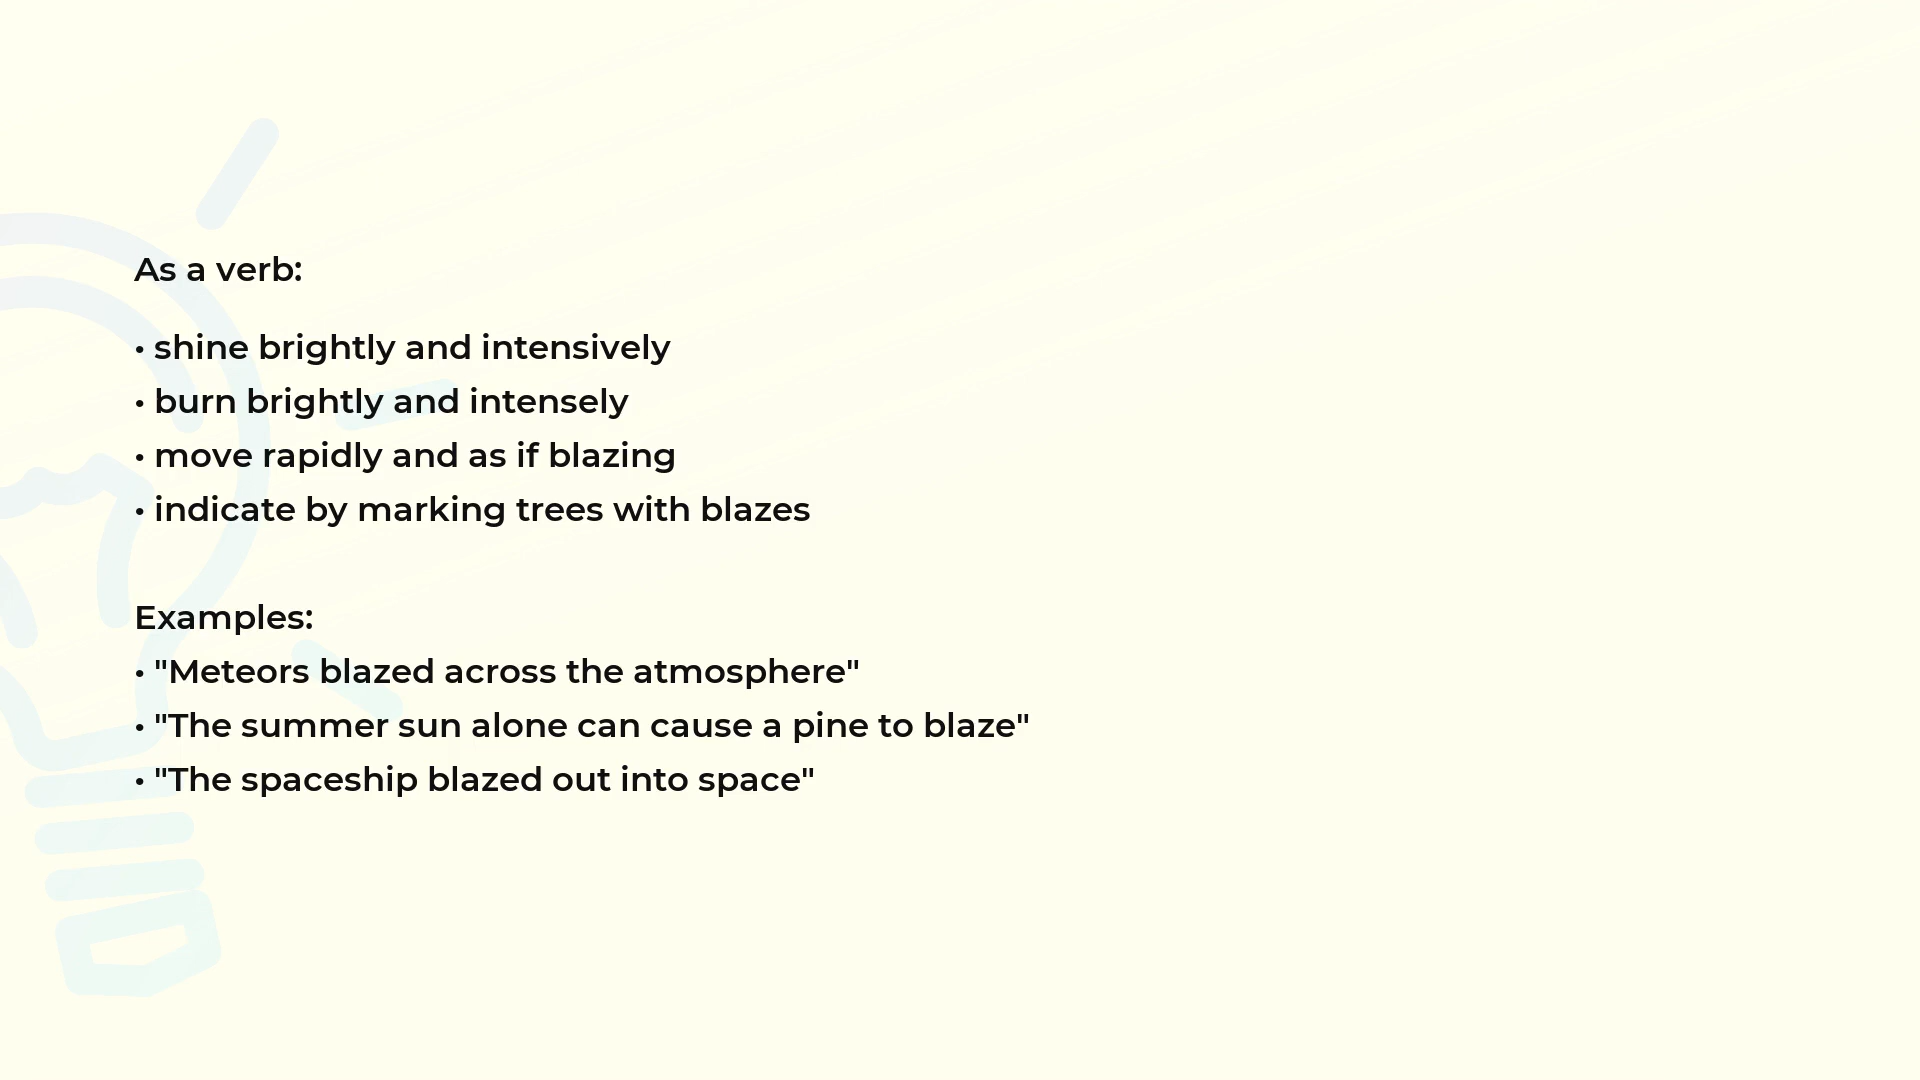 As a verb:
• shine brightly and intensively
• burn brightly and intensely
• move rapidly and as if blazing
• indicate by marking trees with blazes
Examples:
• "Meteors blazed across the atmosphere"
• "The summer sun alone can cause a pine to blaze"
• "The spaceship blazed out into space"